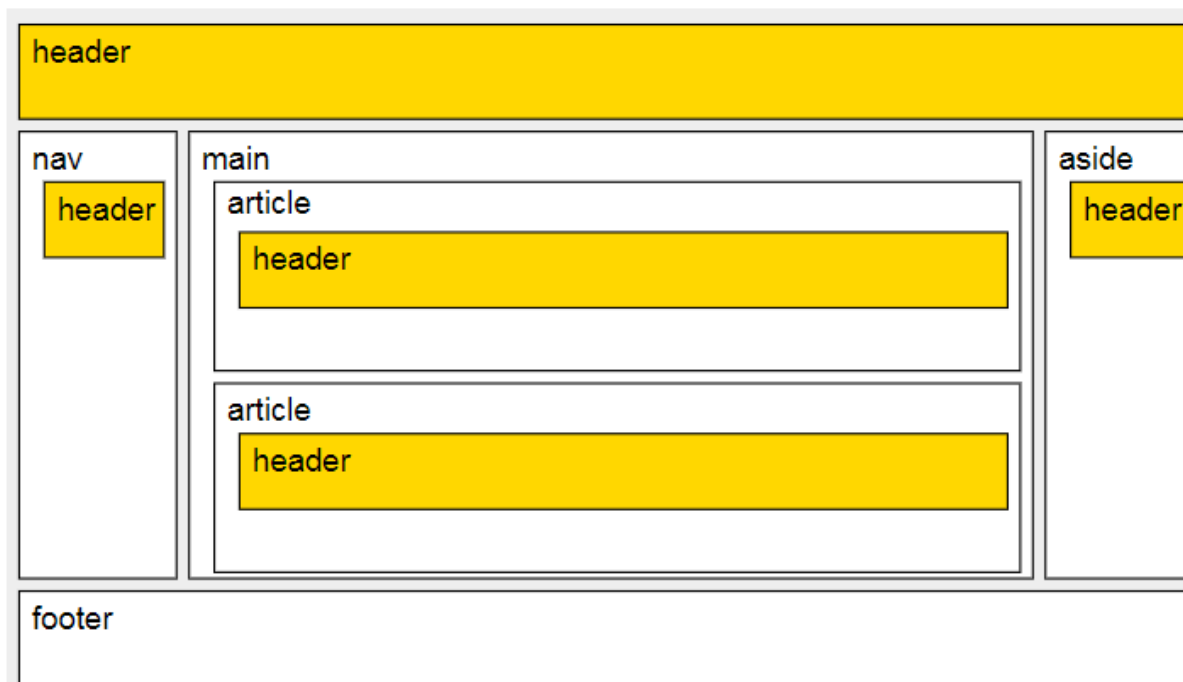 header
nav
header
main
article
header
article
header
aside
header
footer